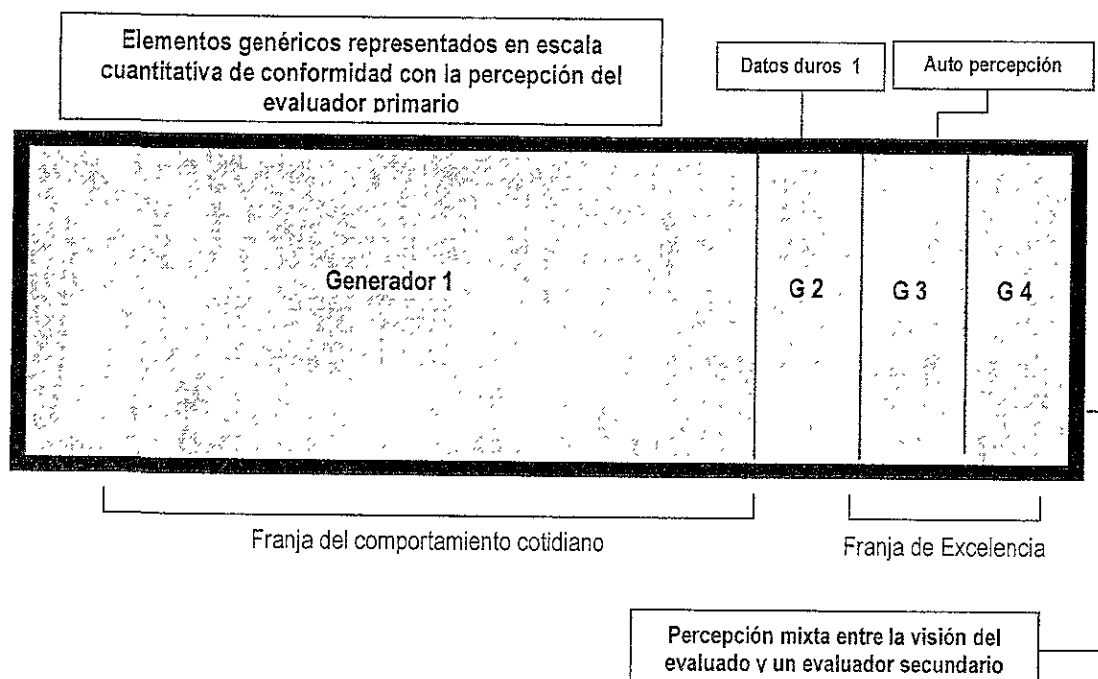 Elementos genéricos representados en escala
cuantitativa de conformidad con la percepción del
evaluador primario
Datos duros 1
Auto percepción
Generador 1
G 2
G 3
G 4
Franja del comportamiento cotidiano
Franja de Excelencia
Percepción mixta entre la visión del
evaluado y un evaluador secundario